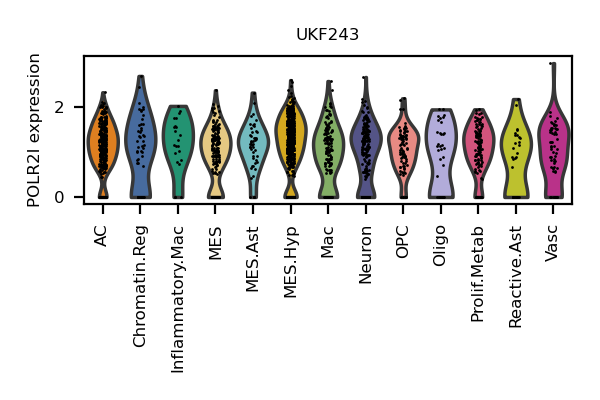 UKF243
POLR2I expression
2
0
AC
Chromatin.Reg
Inflammatory.Mac
MES
MES.Ast
MES.Hyp
Mac
Neuron
OPC
Oligo
Prolif.Metab
Reactive.Ast
Vasc